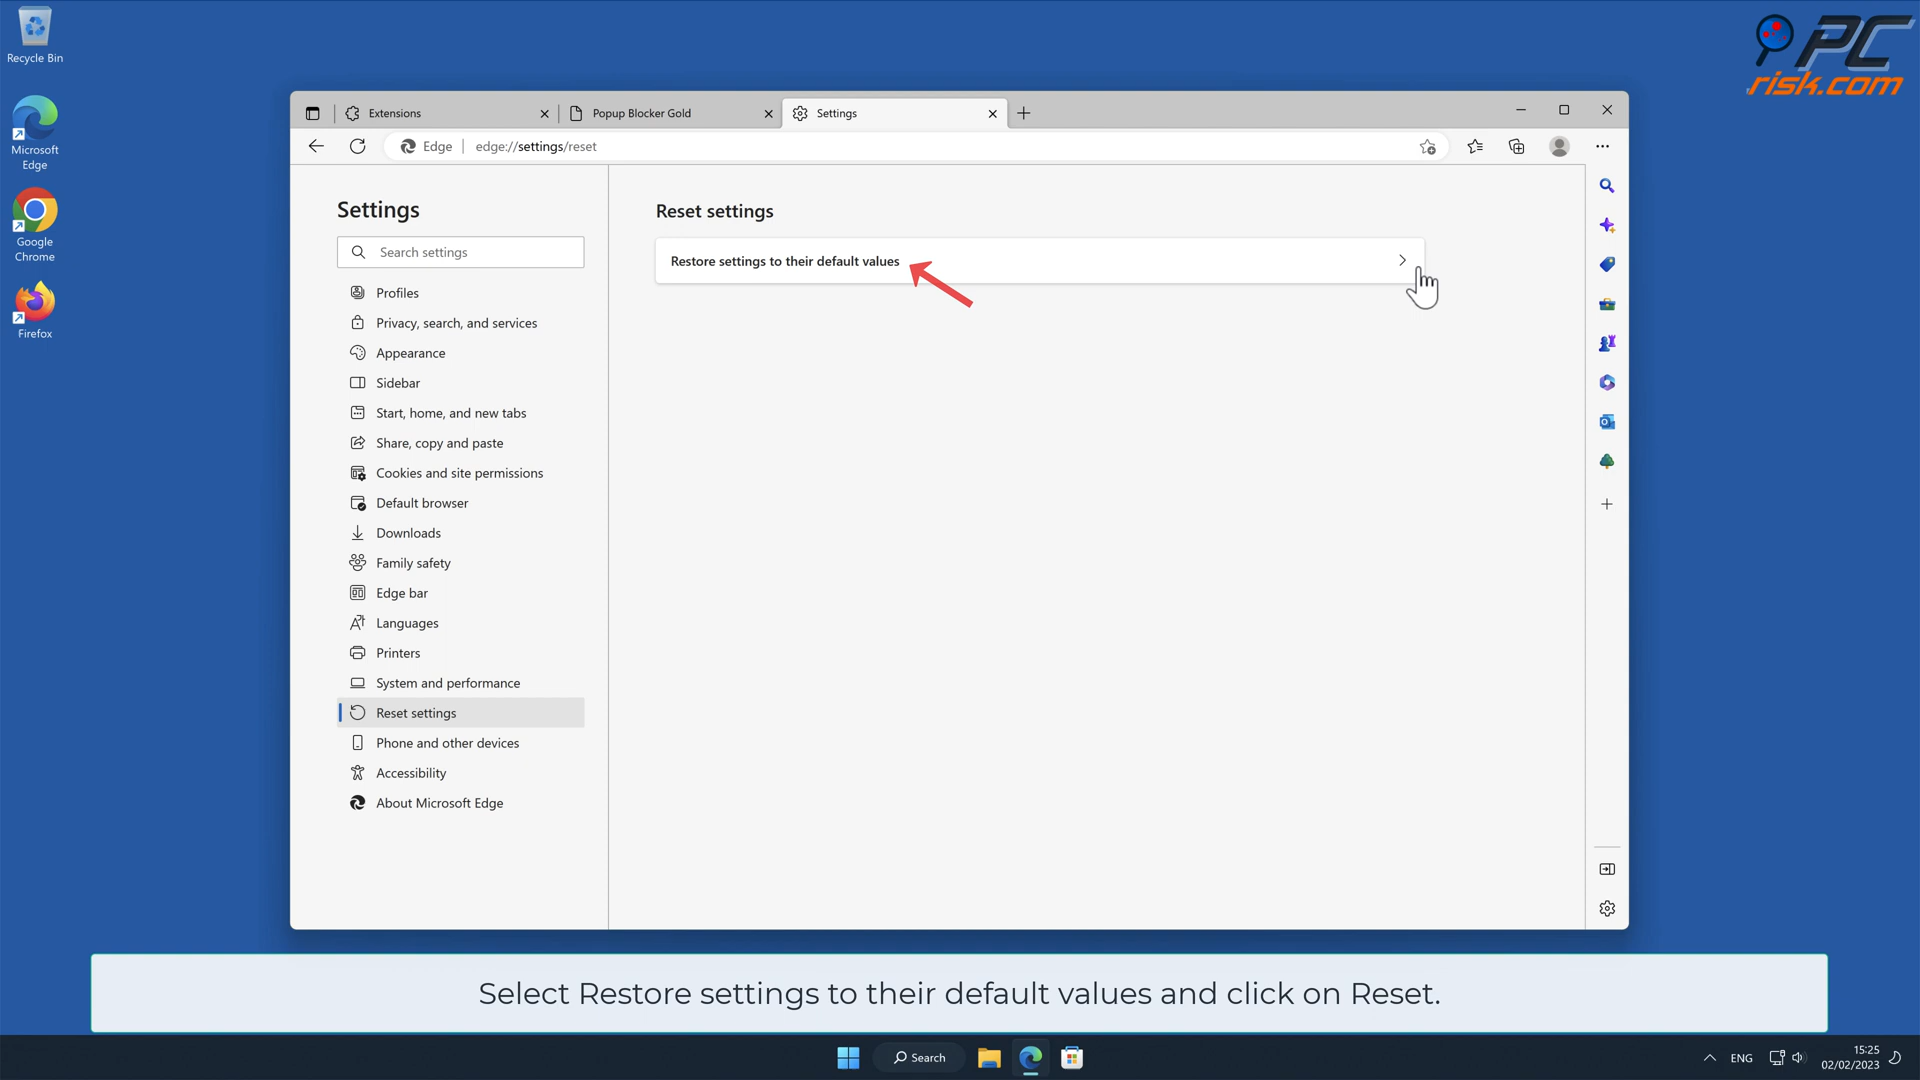 Recycle Bin
Microsoft
Edge
Google
Chrome
Firefox
PC
risk.com
Extensions
Popup Blocker Gold
Settings
Edge
edge://settings/reset
Settings
Search settings
Profiles
Privacy, search, and services
Appearance
Sidebar
Start, home, and new tabs
Share, copy and paste
Cookies and site permissions
Default browser
Downloads
Family safety
Edge bar
Languages
Printers
System and performance
Reset settings
Phone and other devices
Accessibility
About Microsoft Edge
Reset settings
Restore settings to their default values
Select Restore settings to their default values and click on Reset.
Search
ENG
15:25
02/02/2023